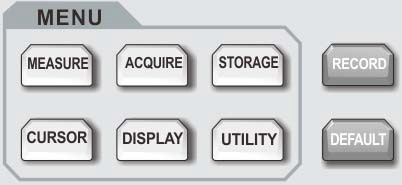 MENU
MEASURE ACQUIRE STORAGE RECORD
CURSOR DISPLAY UTILITY DEFAULT